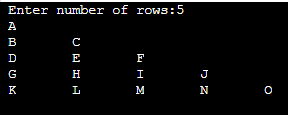 Enter number of rows:5
A
B C
D E F
G H I J
K L M N O